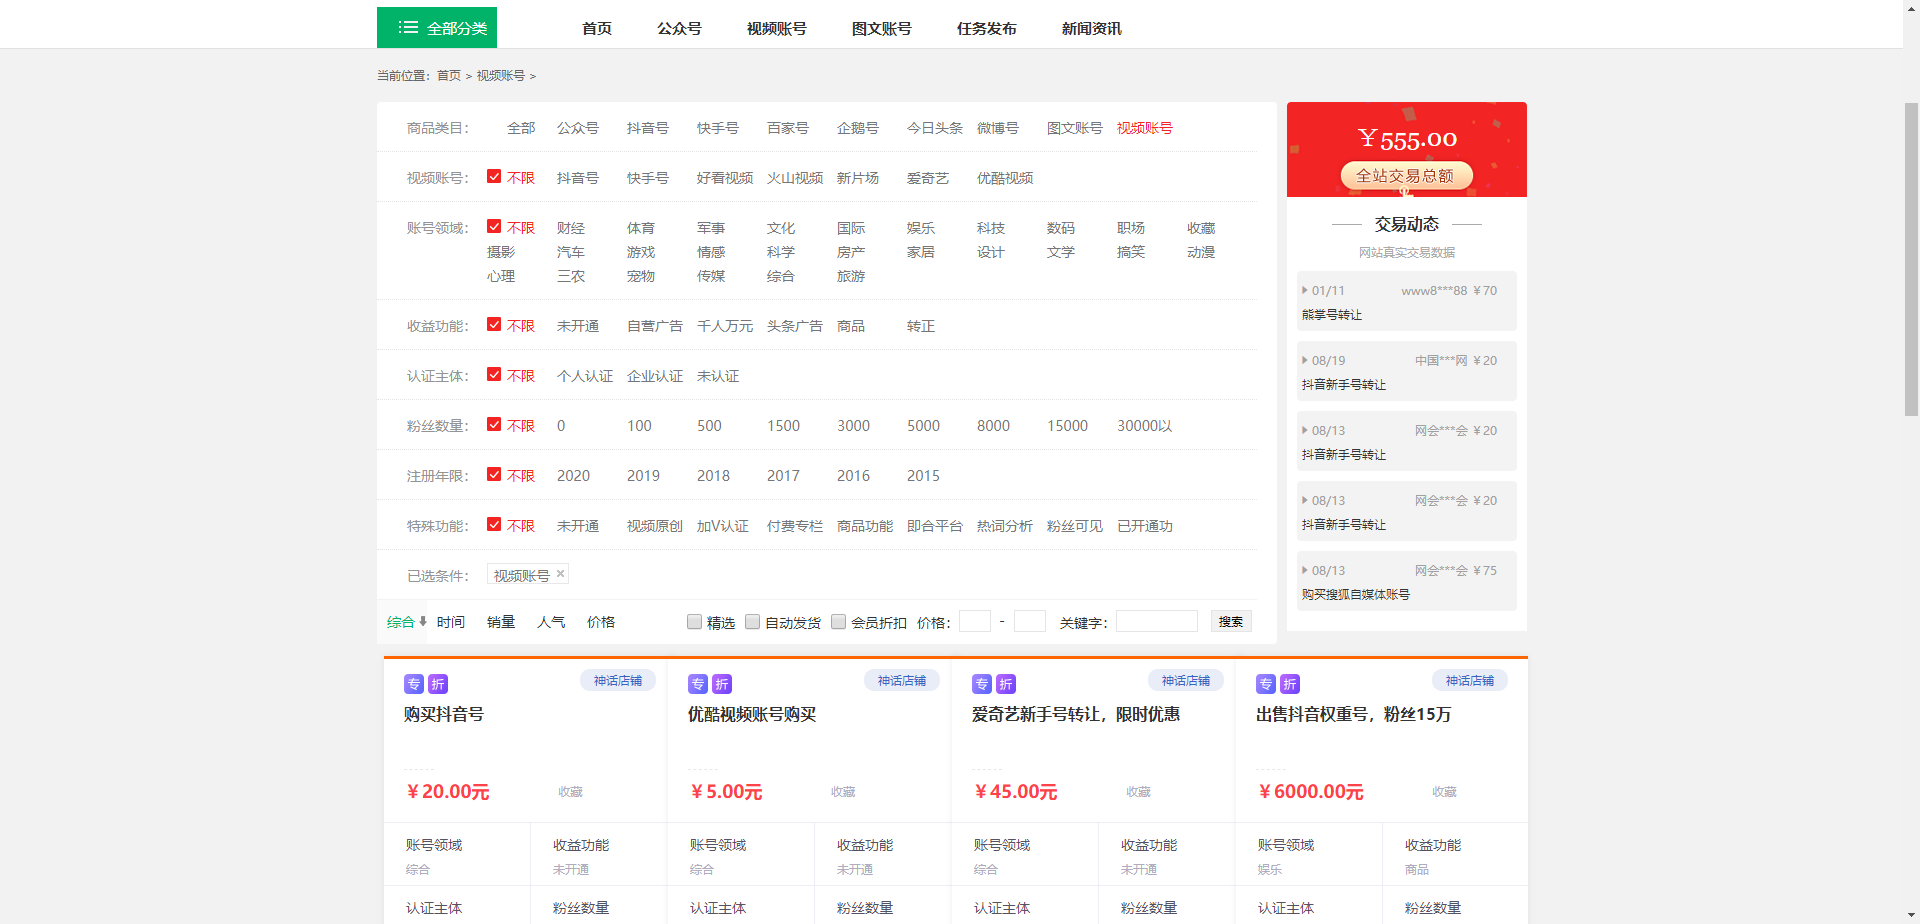 全部分类 首页 公众号 视频账号 图文账号 任务发布 新闻资讯
当前位置：首页 > 视频账号 >
商品类目： 全部 公众号 抖音号 快手号 百家号 企鹅号 今日头条 微博号 图文账号 视频账号
视频账号： 不限 抖音号 快手号 好看视频 火山视频 新片场 爱奇艺 优酷视频
账号领域： 不限 财经 体育 军事 文化 国际 娱乐 科技 数码 职场 收藏
摄影 汽车 游戏 情感 科学 房产 家居 设计 文学 搞笑 动漫
心理 三农 宠物 传媒 综合 旅游
收益功能： 不限 未开通 自营广告 千人万元 头条广告 商品 转正
认证主体： 不限 个人认证 企业认证 未认证
粉丝数量： 不限 0 100 500 1500 3000 5000 8000 15000 30000以
注册年限： 不限 2020 2019 2018 2017 2016 2015
特殊功能： 不限 未开通 视频原创 加V认证 付费专栏 商品功能 即合平台 热词分析 粉丝可见 已开通功
已选条件： 视频账号 ×
综合 时间 销量 人气 价格 精选 自动发货 会员折扣 价格： - 关键字： 搜索
￥555.00
全站交易总额
交易动态
网站真实交易数据
01/11 www8***88 ￥70
熊掌号转让
08/19 中国***网 ￥20
抖音新手号转让
08/13 网会***会 ￥20
抖音新手号转让
08/13 网会***会 ￥20
抖音新手号转让
08/13 网会***会 ￥75
购买搜狐自媒体账号
专 折 神话店铺 专 折 神话店铺 专 折 神话店铺 专 折 神话店铺
购买抖音号 优酷视频账号购买 爱奇艺新手号转让，限时优惠 出售抖音权重号，粉丝15万
￥20.00元 收藏 ￥5.00元 收藏 ￥45.00元 收藏 ￥6000.00元 收藏
账号领域 收益功能 账号领域 收益功能 账号领域 收益功能 账号领域 收益功能
综合 未开通 综合 未开通 综合 未开通 娱乐 商品
认证主体 粉丝数量 认证主体 粉丝数量 认证主体 粉丝数量 认证主体 粉丝数量